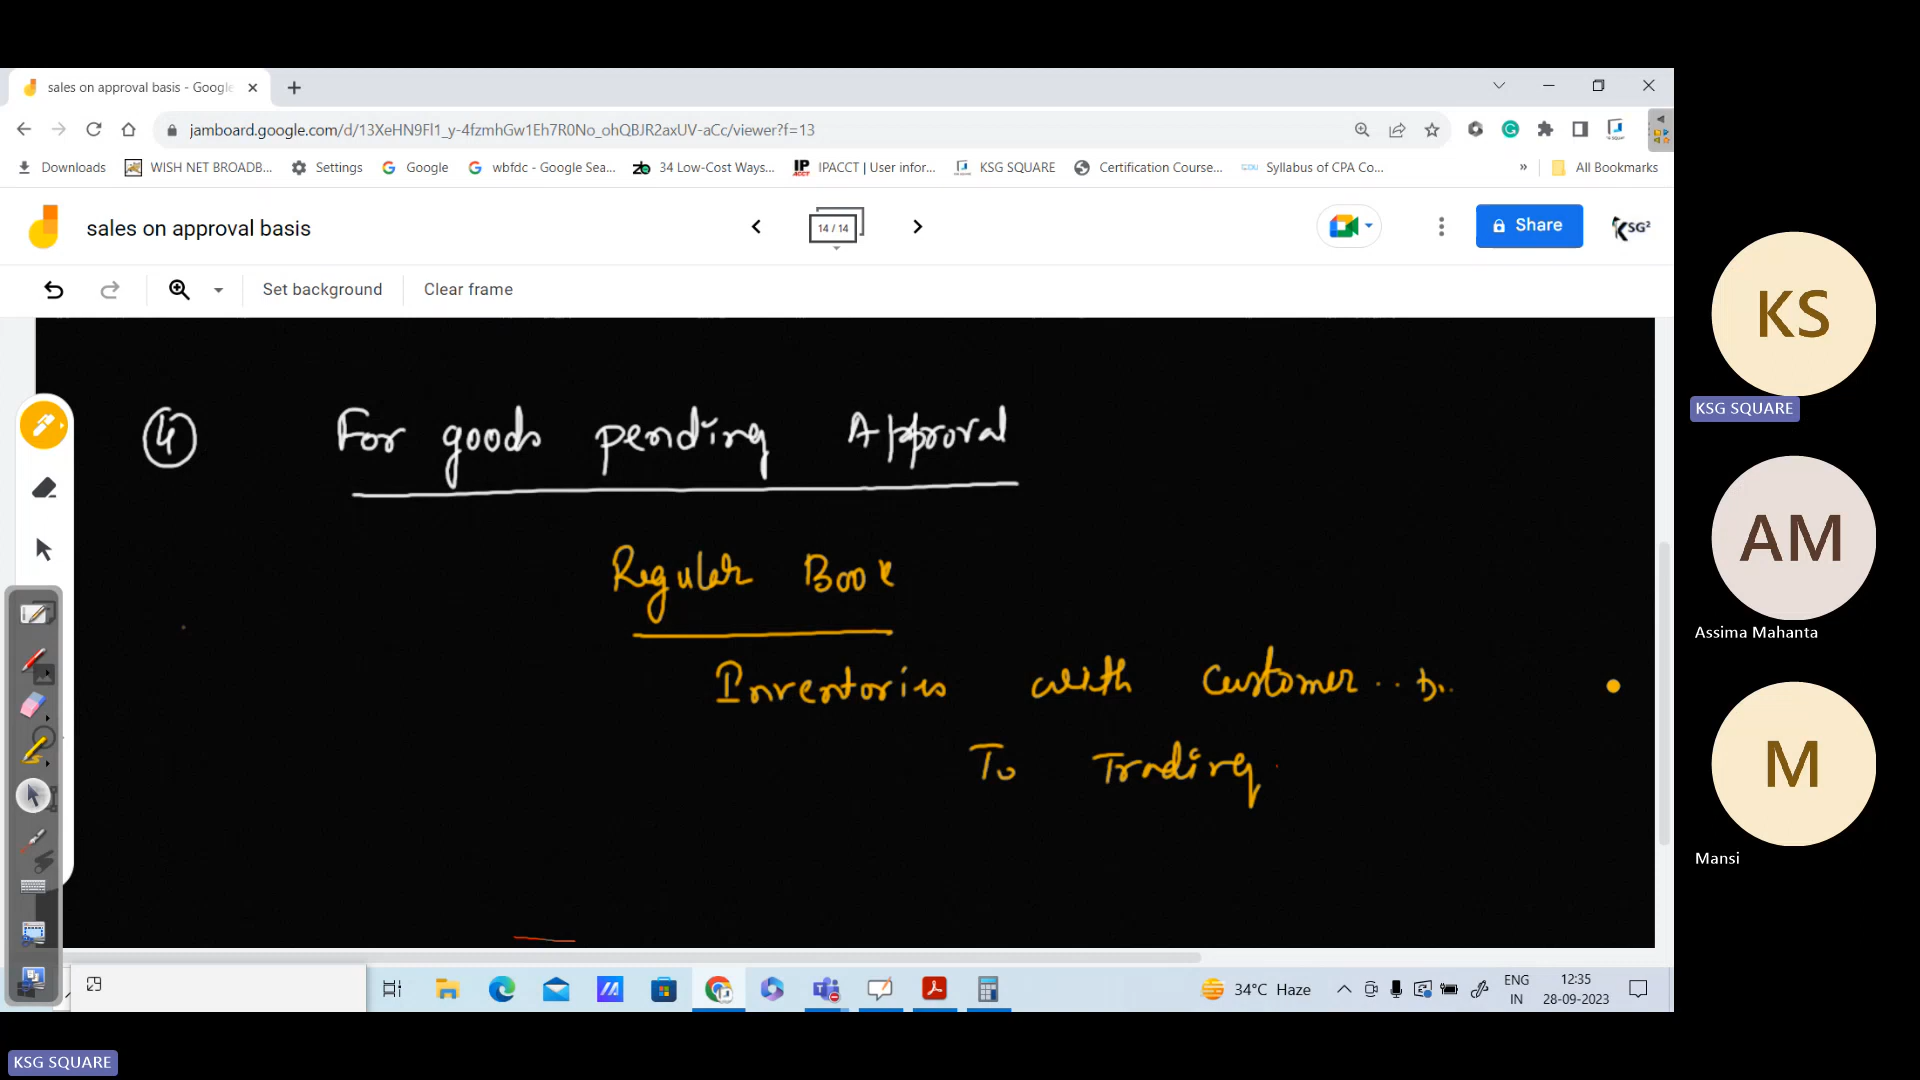 sales on approval basis - Google
jamboard.google.com/d/13XeHN9Fl1_y-4fzmhGw1Eh7R0No_ohQBJR2axUV-aCc/viewer?f=13
Downloads WISH NET BROADB... Settings Google wbfdc - Google Sea... 34 Low-Cost Ways... IPACCT | User infor... KSG SQUARE Certification Course... Syllabus of CPA Co... » All Bookmarks
sales on approval basis 14 / 14 Share KSG²
Set background Clear frame
4 For goods pending Approval
Regular Book
Inventories with Customer .. Dr.
To Trading
34°C Haze ENG IN 12:35 28-09-2023
KS
KSG SQUARE
AM
Assima Mahanta
M
Mansi
KSG SQUARE